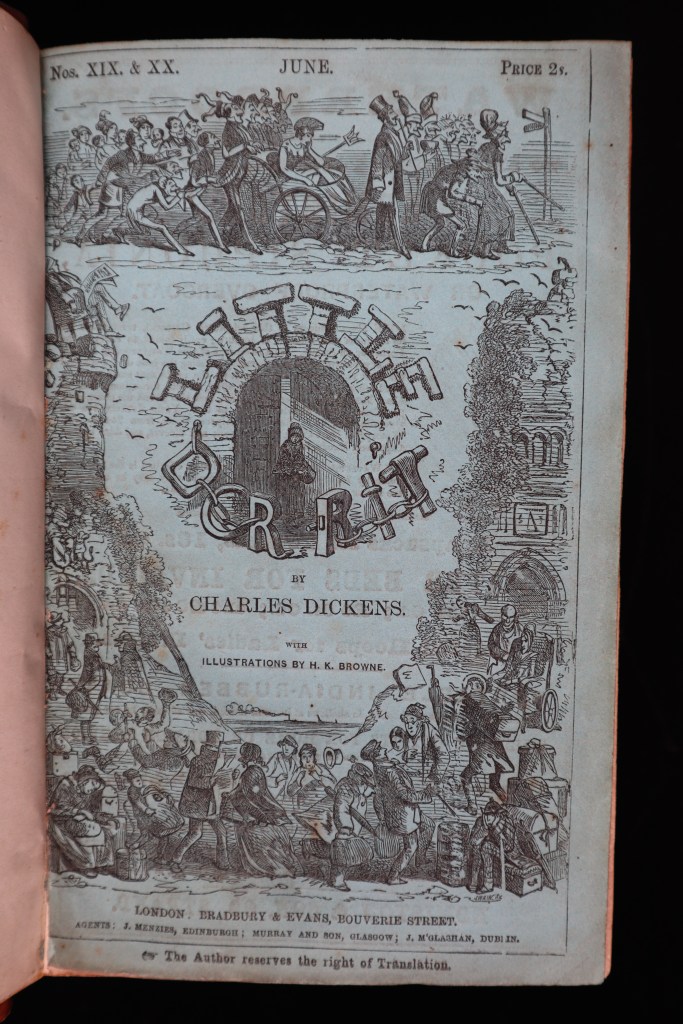 Nos. XIX. & XX. JUNE. PRICE 2s.
LITTLE
DORRIT
BY
CHARLES DICKENS.
WITH
ILLUSTRATIONS BY H. K. BROWNE.
LONDON: BRADBURY & EVANS, BOUVERIE STREET.
AGENTS: J. MENZIES, EDINBURGH; MURRAY AND SON, GLASGOW; J. M‘GLASHAN, DUBLIN.
☞ The Author reserves the right of Translation.